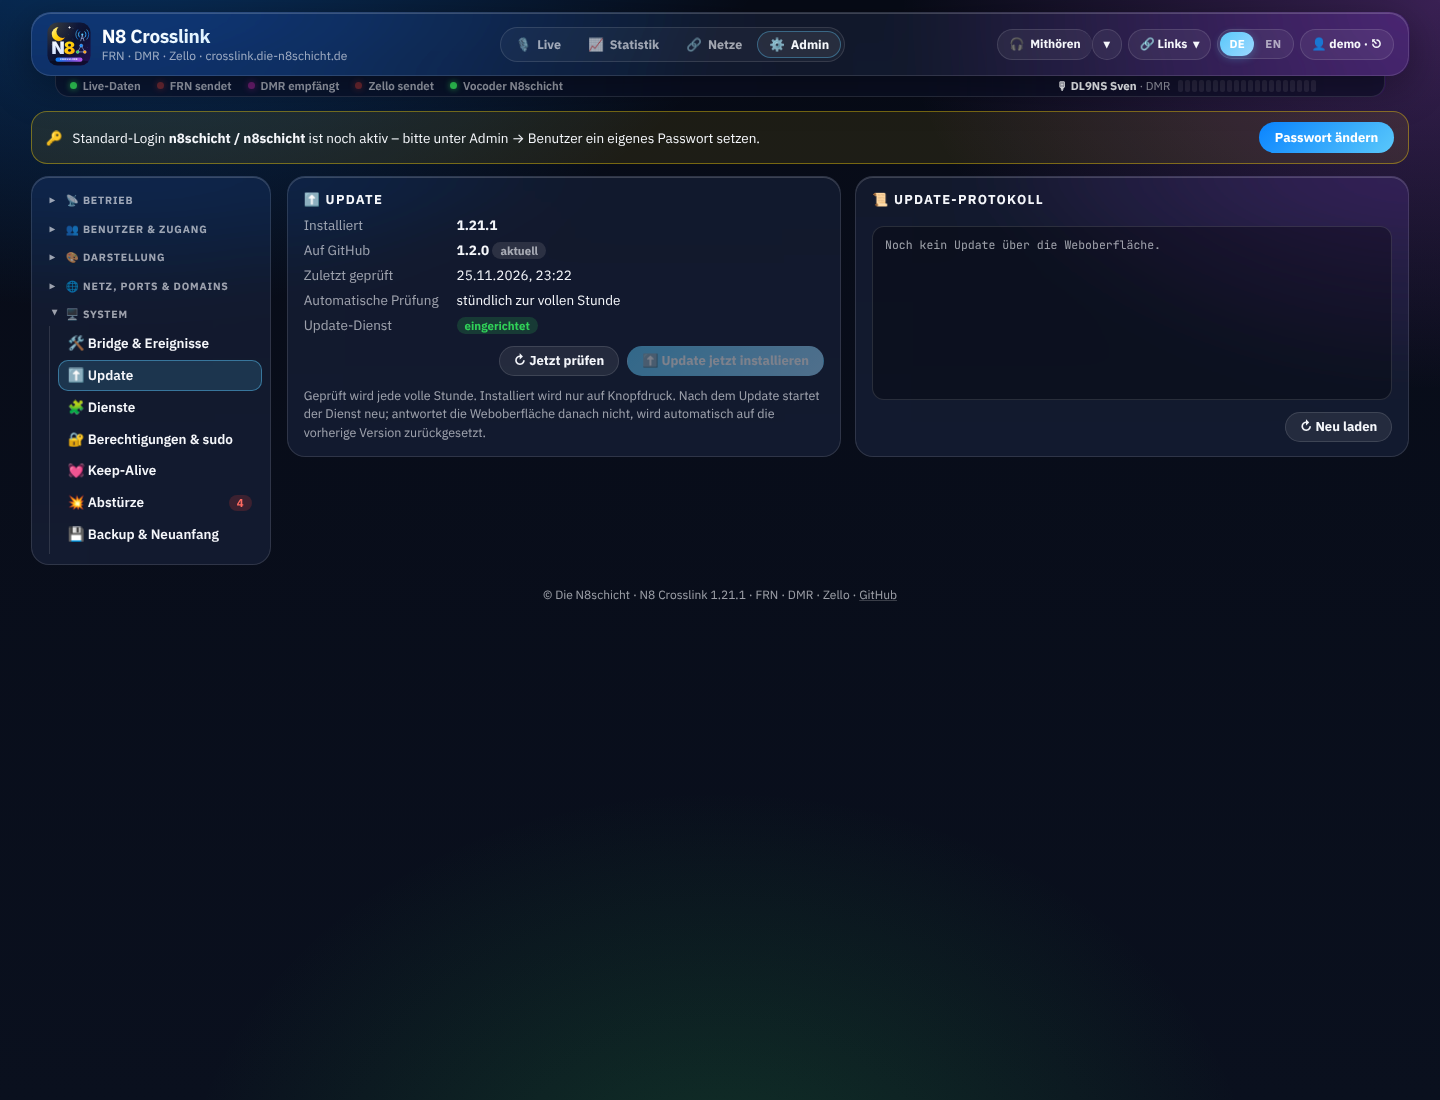 N8 Crosslink
FRN · DMR · Zello · crosslink.die-n8schicht.de
Live
Statistik
Netze
Admin
Mithören
Links
DE
EN
demo ·
Live-Daten
FRN sendet
DMR empfängt
Zello sendet
Vocoder N8schicht
DL9NS Sven · DMR
Standard-Login n8schicht / n8schicht ist noch aktiv – bitte unter Admin → Benutzer ein eigenes Passwort setzen.
Passwort ändern
BETRIEB
BENUTZER & ZUGANG
DARSTELLUNG
NETZ, PORTS & DOMAINS
SYSTEM
Bridge & Ereignisse
Update
Dienste
Berechtigungen & sudo
Keep-Alive
Abstürze 4
Backup & Neuanfang
UPDATE
Installiert 1.21.1
Auf GitHub 1.2.0 aktuell
Zuletzt geprüft 25.11.2026, 23:22
Automatische Prüfung stündlich zur vollen Stunde
Update-Dienst eingerichtet
Jetzt prüfen
Update jetzt installieren
Geprüft wird jede volle Stunde. Installiert wird nur auf Knopfdruck. Nach dem Update startet
der Dienst neu; antwortet die Weboberfläche danach nicht, wird automatisch auf die
vorherige Version zurückgesetzt.
UPDATE-PROTOKOLL
Noch kein Update über die Weboberfläche.
Neu laden
© Die N8schicht · N8 Crosslink 1.21.1 · FRN · DMR · Zello · GitHub